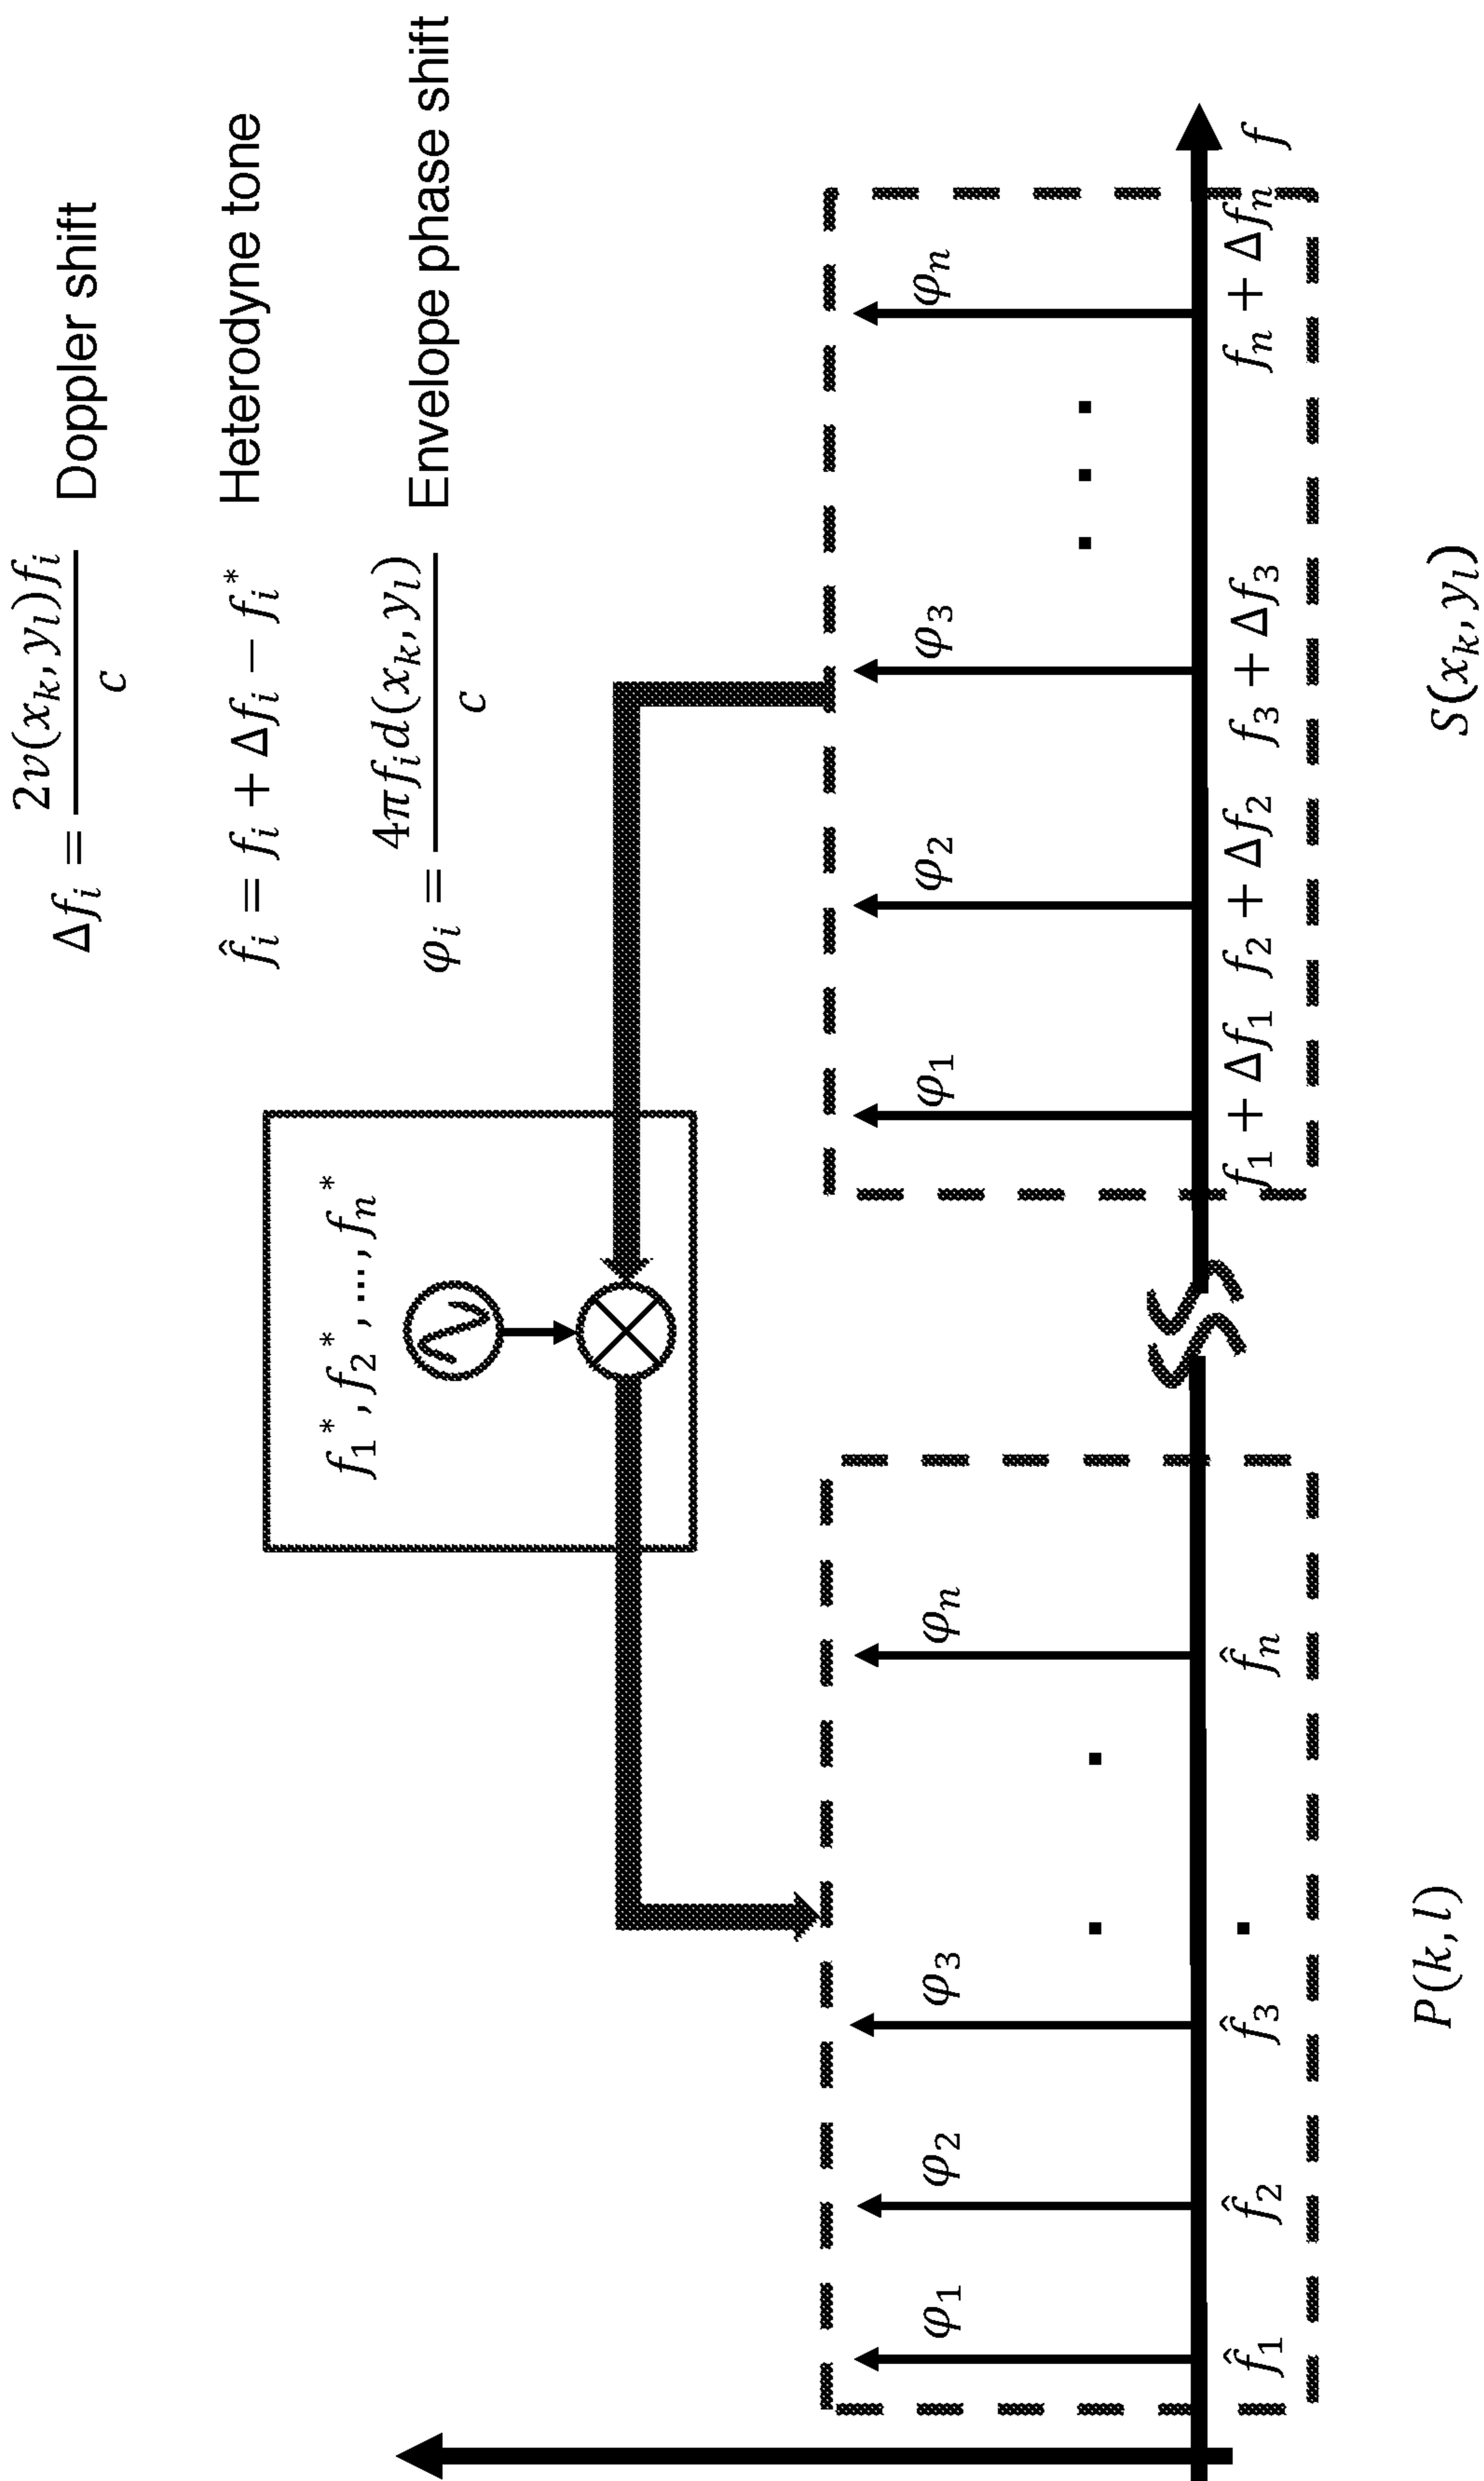 Δf_i = 2v(x_k, y_l)f_i / c Doppler shift
f̂_i = f_i + Δf_i − f_i* Heterodyne tone
φ_i = 4πf_i d(x_k, y_l) / c Envelope phase shift
f_1*, f_2*, ..., f_n*
φ_1 φ_2 φ_3 . . φ_n
f̂_1 f̂_2 f̂_3 . f̂_n
φ_1 φ_2 φ_3 . . . φ_n
f_1 + Δf_1 f_2 + Δf_2 f_3 + Δf_3 f_n + Δf_n
f
P(k, l)
S(x_k, y_l)